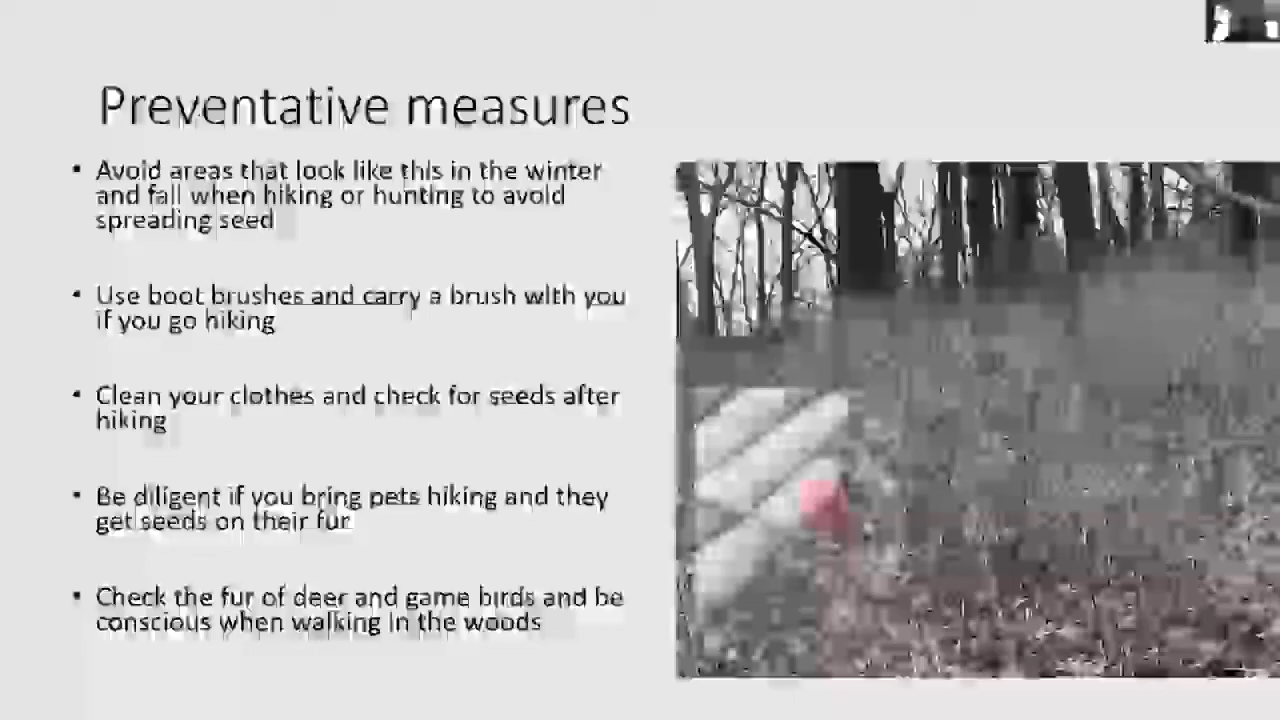 Preventative measures
• Avoid areas that look like this in the winter
and fall when hiking or hunting to avoid
spreading seed
• Use boot brushes and carry a brush with you
if you go hiking
• Clean your clothes and check for seeds after
hiking
• Be diligent if you bring pets hiking and they
get seeds on their fur
• Check the fur of deer and game birds and be
conscious when walking in the woods